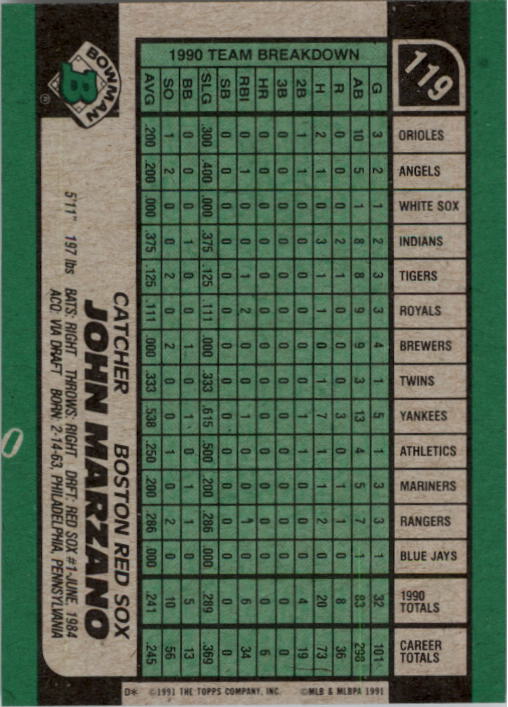 119
1990 TEAM BREAKDOWN
G AB R H 2B 3B HR RBI SB SLG BB SO AVG
ORIOLES 3 10 0 2 1 0 0 0 0 .300 0 1 .200
ANGELS 2 5 0 1 1 0 0 1 0 .400 0 2 .200
WHITE SOX 1 1 0 0 0 0 0 0 0 .000 0 0 .000
INDIANS 2 8 2 3 0 0 0 0 0 .375 1 0 .375
TIGERS 3 8 1 1 0 0 0 1 0 .125 0 2 .125
ROYALS 3 9 0 1 0 0 0 2 0 .111 0 0 .111
BREWERS 4 9 0 0 0 0 0 0 0 .000 1 2 .000
TWINS 1 3 0 1 0 0 0 0 0 .333 0 0 .333
YANKEES 5 13 3 7 1 0 0 1 0 .615 1 0 .538
ATHLETICS 1 4 0 1 1 0 0 0 0 .500 0 1 .250
MARINERS 3 5 1 1 0 0 0 0 0 .200 1 0 .200
RANGERS 3 7 1 2 0 0 0 1 0 .286 1 2 .286
BLUE JAYS 1 1 0 0 0 0 0 0 0 .000 0 0 .000
1990 TOTALS 32 83 8 20 4 0 0 6 0 .289 5 10 .241
CAREER TOTALS 101 298 36 73 19 0 6 34 0 .369 13 56 .245
BOWMAN
B
®
CATCHER BOSTON RED SOX
JOHN MARZANO
5'11" 197 lbs BATS: RIGHT THROWS: RIGHT DRFT: RED SOX #1-JUNE, 1984
ACQ: VIA DRAFT BORN: 2-14-63, PHILADELPHIA, PENNSYLVANIA
D* ©1991 THE TOPPS COMPANY, INC. ©MLB & MLBPA 1991
0